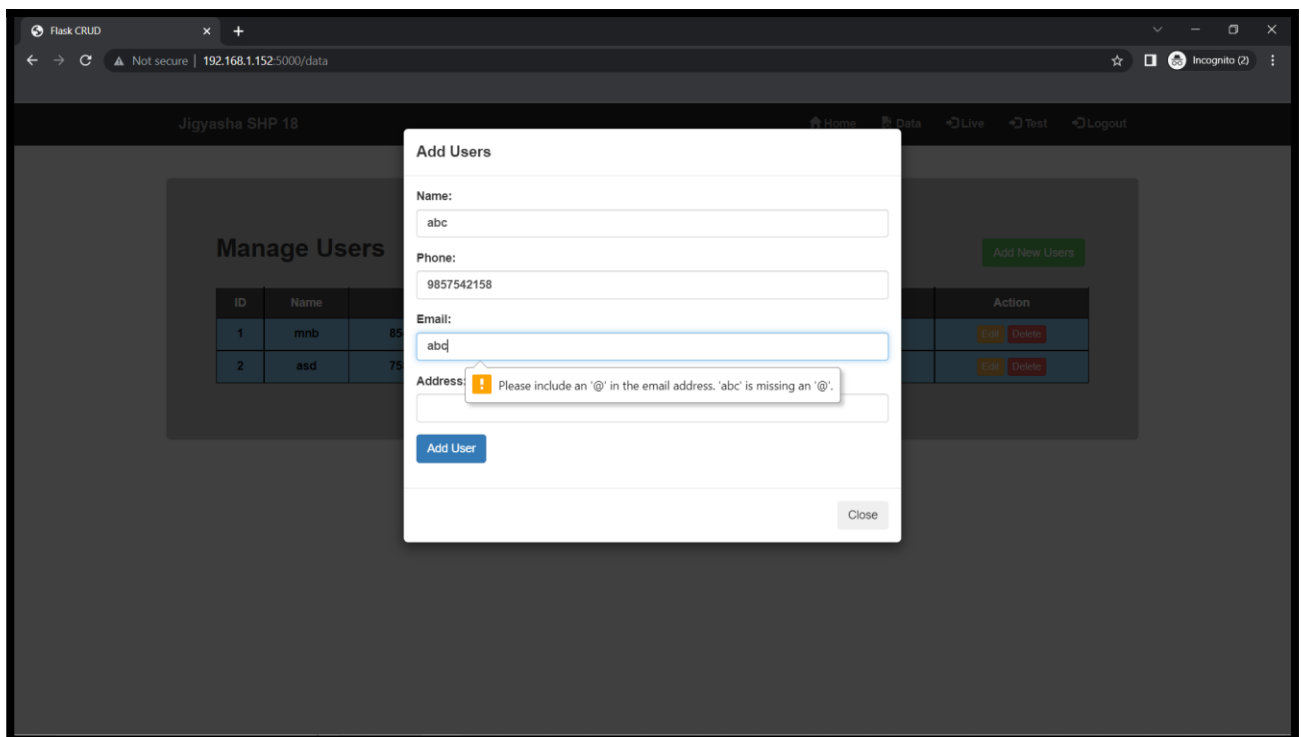 Flask CRUD
Not secure | 192.168.1.152:5000/data
Incognito (2)
Jigyasha SHP 18
Home Data Live Test Logout
Add Users
Name:
abc
Phone:
9857542158
Email:
abc
Please include an '@' in the email address. 'abc' is missing an '@'.
Address:
Add User
Close
Manage Users
Add New Users
ID Name Action
1 mnb 85 Edit Delete
2 asd 75 Edit Delete